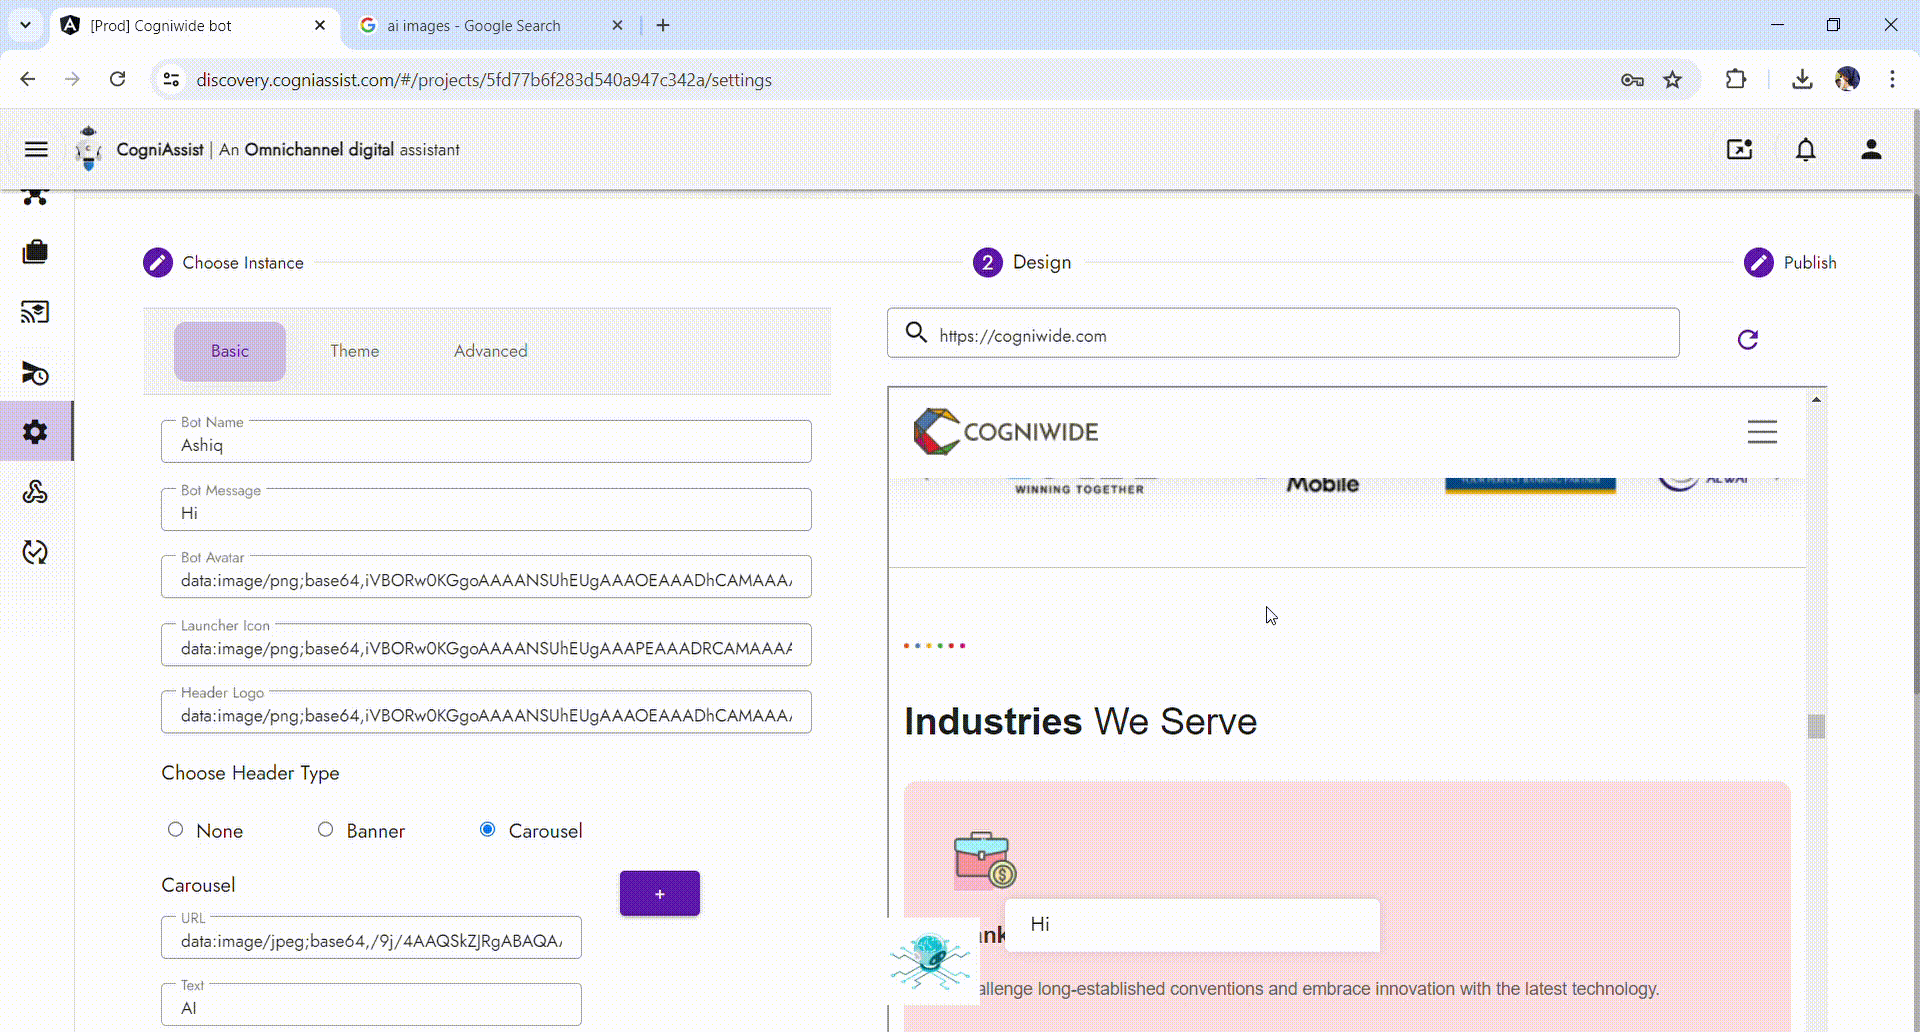 [Prod] Cogniwide bot
ai images - Google Search
discovery.cogniassist.com/#/projects/5fd77b6f283d540a947c342a/settings
CogniAssist | An Omnichannel digital assistant
Choose Instance
2 Design
Publish
Basic
Theme
Advanced
https://cogniwide.com
Bot Name
Ashiq
Bot Message
Hi
Bot Avatar
data:image/png;base64,iVBORw0KGgoAAAANSUhEUgAAAOEAAADhCAMAAA
Launcher Icon
data:image/png;base64,iVBORw0KGgoAAAANSUhEUgAAAPEAAADRCAMAAA
Header Logo
data:image/png;base64,iVBORw0KGgoAAAANSUhEUgAAAOEAAADhCAMAAA
Choose Header Type
None
Banner
Carousel
Carousel
+
URL
data:image/jpeg;base64,/9j/4AAQSkZJRgABAQA
Text
AI
COGNIWIDE
WINNING TOGETHER
Mobile
YOUR PERFECT BANKING PARTNER
Industries We Serve
Hi
allenge long-established conventions and embrace innovation with the latest technology.